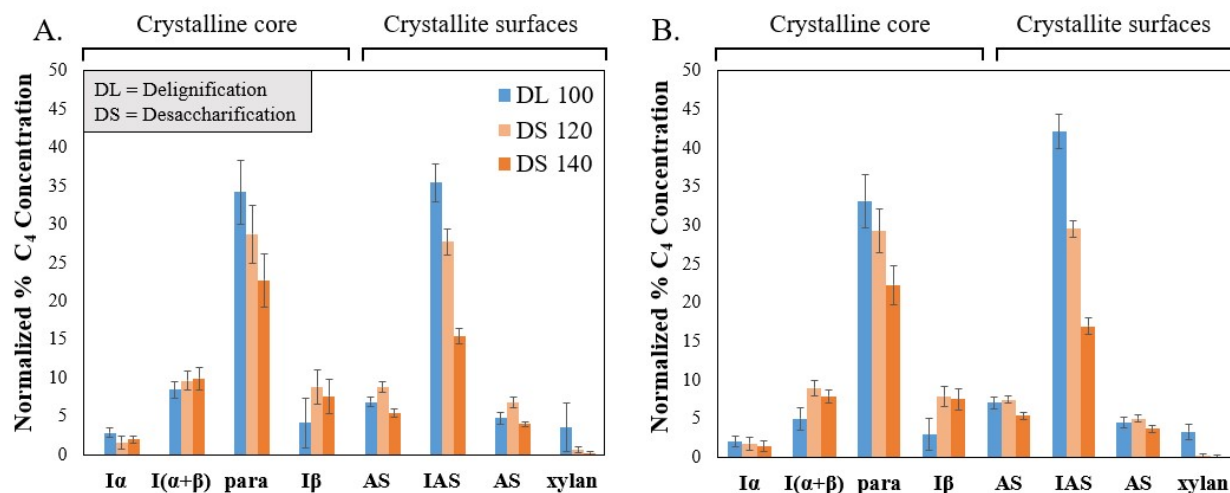 A.
Crystalline core
Crystallite surfaces
Normalized % C₄ Concentration
50
45
40
35
30
25
20
15
10
5
0
DL = Delignification
DS = Desaccharification
DL 100
DS 120
DS 140
Iα I(α+β) para Iβ AS IAS AS xylan
B.
Crystalline core
Crystallite surfaces
Normalized % C₄ Concentration
50
45
40
35
30
25
20
15
10
5
0
Iα I(α+β) para Iβ AS IAS AS xylan